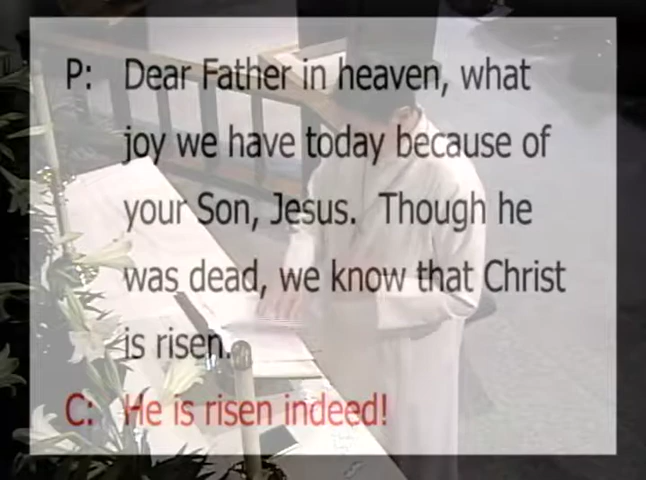 P: Dear Father in heaven, what
joy we have today because of
your Son, Jesus. Though he
was dead, we know that Christ
is risen.
C: He is risen indeed!